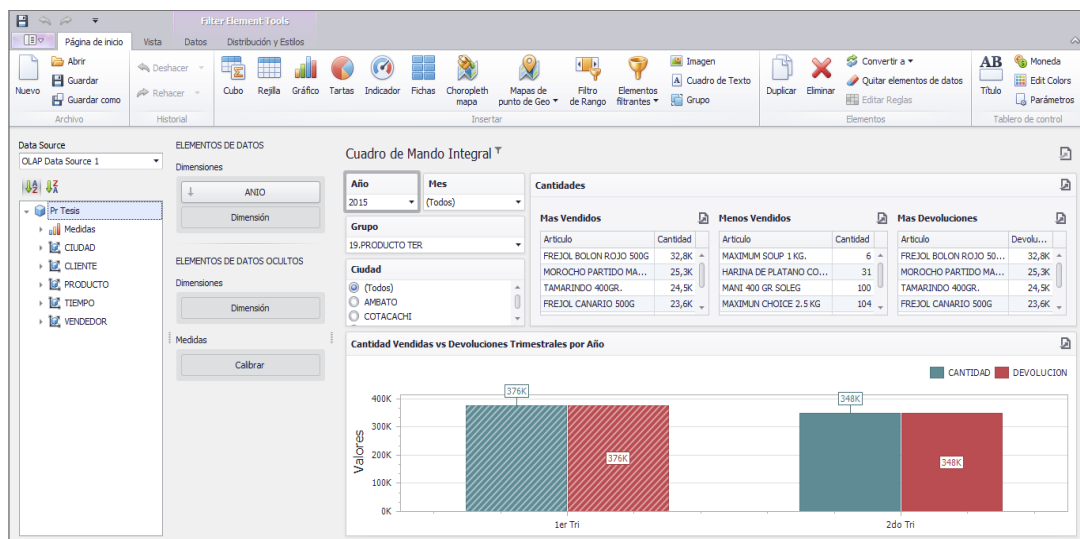 Filter Element Tools
Página de inicio Vista Datos Distribución y Estilos
Nuevo
Abrir
Guardar
Guardar como
Archivo
Deshacer
Rehacer
Historial
Cubo
Rejilla
Gráfico
Tartas
Indicador
Fichas
Choropleth
mapa
Mapas de
punto de Geo
Filtro
de Rango
Elementos
filtrantes
Imagen
Cuadro de Texto
Grupo
Insertar
Duplicar
Eliminar
Convertir a
Quitar elementos de datos
Editar Reglas
Elementos
AB
Título
Moneda
Edit Colors
Parámetros
Tablero de control
Data Source
OLAP Data Source 1
Pr Tesis
Medidas
CIUDAD
CLIENTE
PRODUCTO
TIEMPO
VENDEDOR
ELEMENTOS DE DATOS
Dimensiones
ANIO
Dimensión
ELEMENTOS DE DATOS OCULTOS
Dimensiones
Dimensión
Medidas
Calibrar
Cuadro de Mando Integral
Año
2015
Mes
(Todos)
Grupo
19.PRODUCTO TER
Ciudad
(Todos)
AMBATO
COTACACHI
Cantidades
Mas Vendidos
Articulo Cantidad
FREJOL BOLON ROJO 500G 32,8K
MOROCHO PARTIDO MA... 25,3K
TAMARINDO 400GR. 24,5K
FREJOL CANARIO 500G 23,6K
Menos Vendidos
Articulo Cantidad
MAXIMUM SOUP 1 KG. 6
HARINA DE PLATANO CO... 31
MANI 400 GR SOLEG 100
MAXIMUN CHOICE 2.5 KG 104
Mas Devoluciones
Articulo Devolu...
FREJOL BOLON ROJO 50... 32,8K
MOROCHO PARTIDO MA... 25,3K
TAMARINDO 400GR. 24,5K
FREJOL CANARIO 500G 23,6K
Cantidad Vendidas vs Devoluciones Trimestrales por Año
CANTIDAD DEVOLUCION
Valores
400K
300K
200K
100K
0K
376K
376K
348K
348K
1er Tri
2do Tri